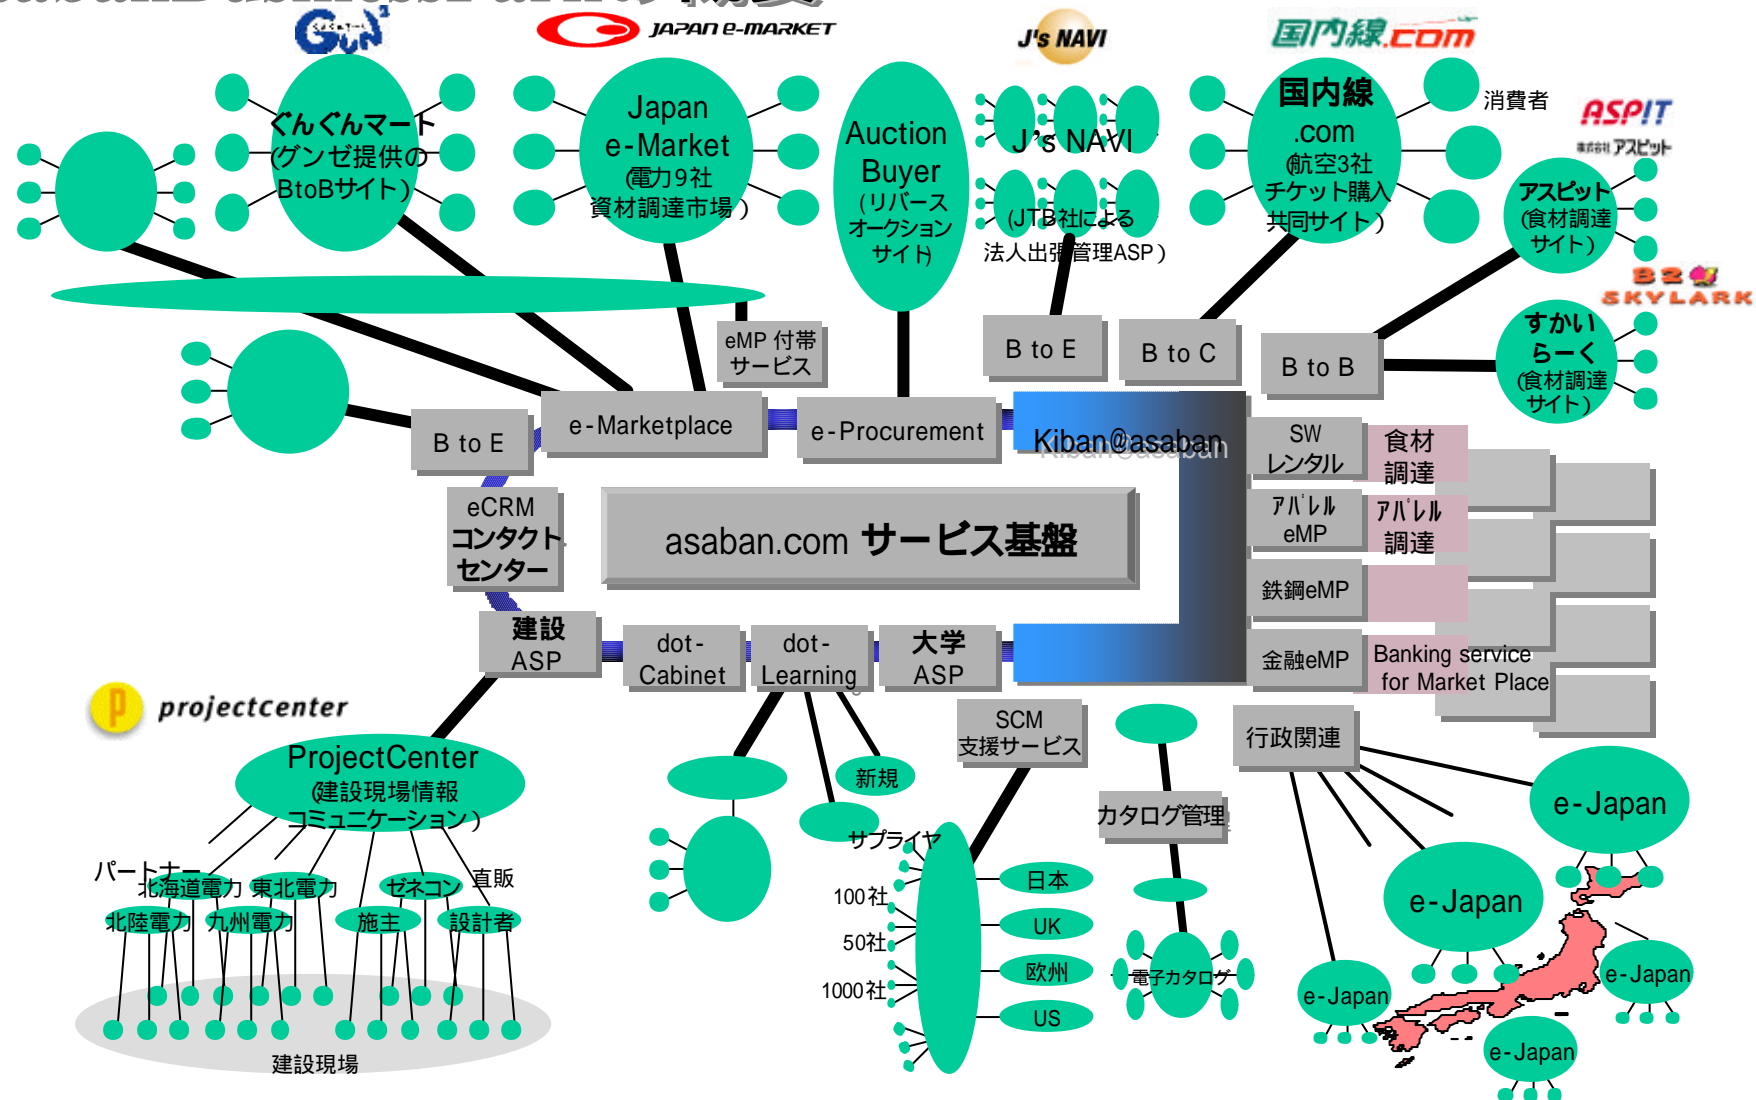 GUN²
JAPAN e-MARKET
J's NAVI
国内線.com
ASPIT
株式会社 アスピット
B2
SKYLARK
消費者
ぐんぐんマート
(グンゼ提供の
BtoBサイト)
Japan
e-Market
(電力9社
資材調達市場)
Auction
Buyer
(リバース
オークション
サイト)
J's NAVI
(JTB社による
法人出張管理ASP)
国内線
.com
(航空3社
チケット購入
共同サイト)
アスピット
(食材調達
サイト)
すかい
らーく
(食材調達
サイト)
eMP 付帯
サービス
B to E
B to C
B to B
B to E
e-Marketplace
e-Procurement
Kiban@asaban
SW
レンタル
食材
調達
eCRM
コンタクト
センター
asaban.com サービス基盤
アパレル
eMP
アパレル
調達
鉄鋼eMP
金融eMP
Banking service
for Market Place
建設
ASP
dot-
Cabinet
dot-
Learning
大学
ASP
SCM
支援サービス
行政関連
projectcenter
ProjectCenter
(建設現場情報
コミュニケーション)
新規
カタログ管理
サプライヤ
100社
50社
1000社
日本
UK
欧州
US
電子カタログ
パートナー
北海道電力
東北電力
ゼネコン
直販
北陸電力
九州電力
施主
設計者
建設現場
e-Japan
e-Japan
e-Japan
e-Japan
e-Japan